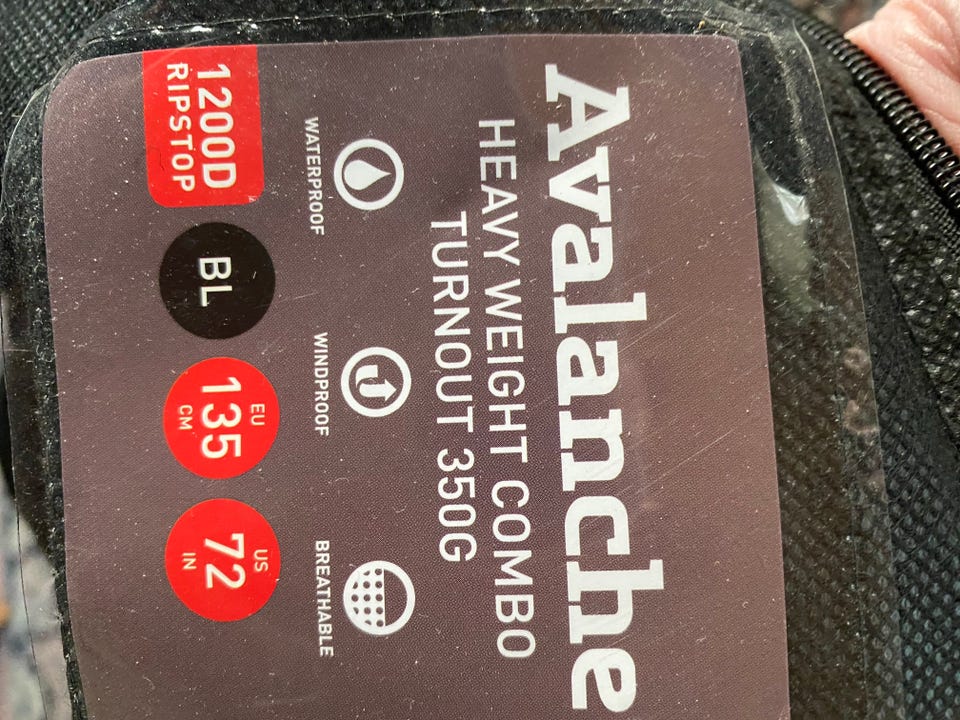 Avalanche
HEAVY WEIGHT COMBO
TURNOUT 350G
WATERPROOF
WINDPROOF
BREATHABLE
1200D
RIPSTOP
BL
EU
135
CM
US
72
IN